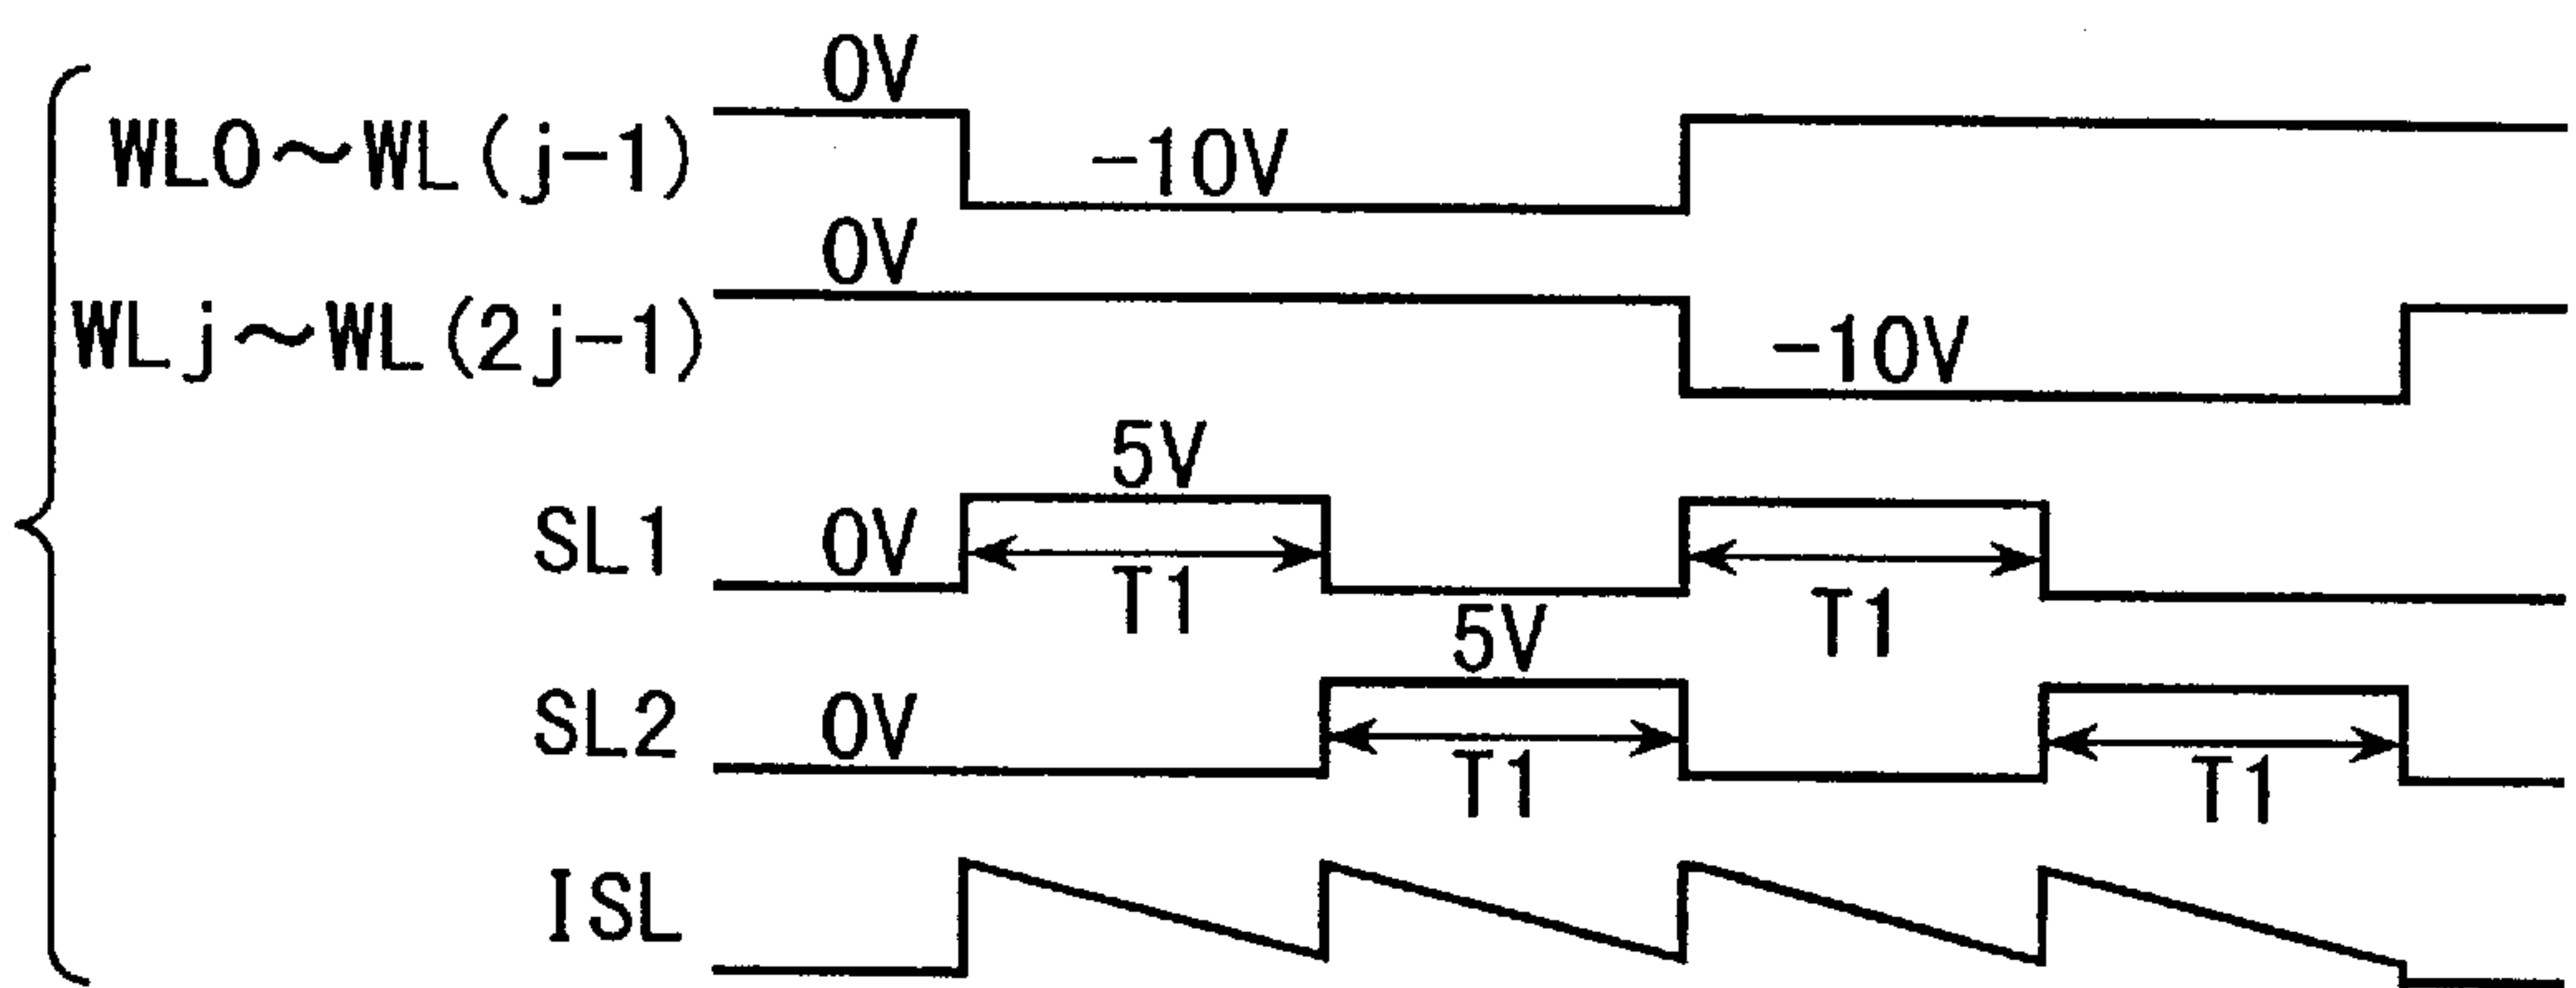 0V
WL0～WL(j-1)
-10V
0V
WLj～WL(2j-1)
-10V
5V
SL1
0V
T1
T1
5V
SL2
0V
T1
T1
ISL